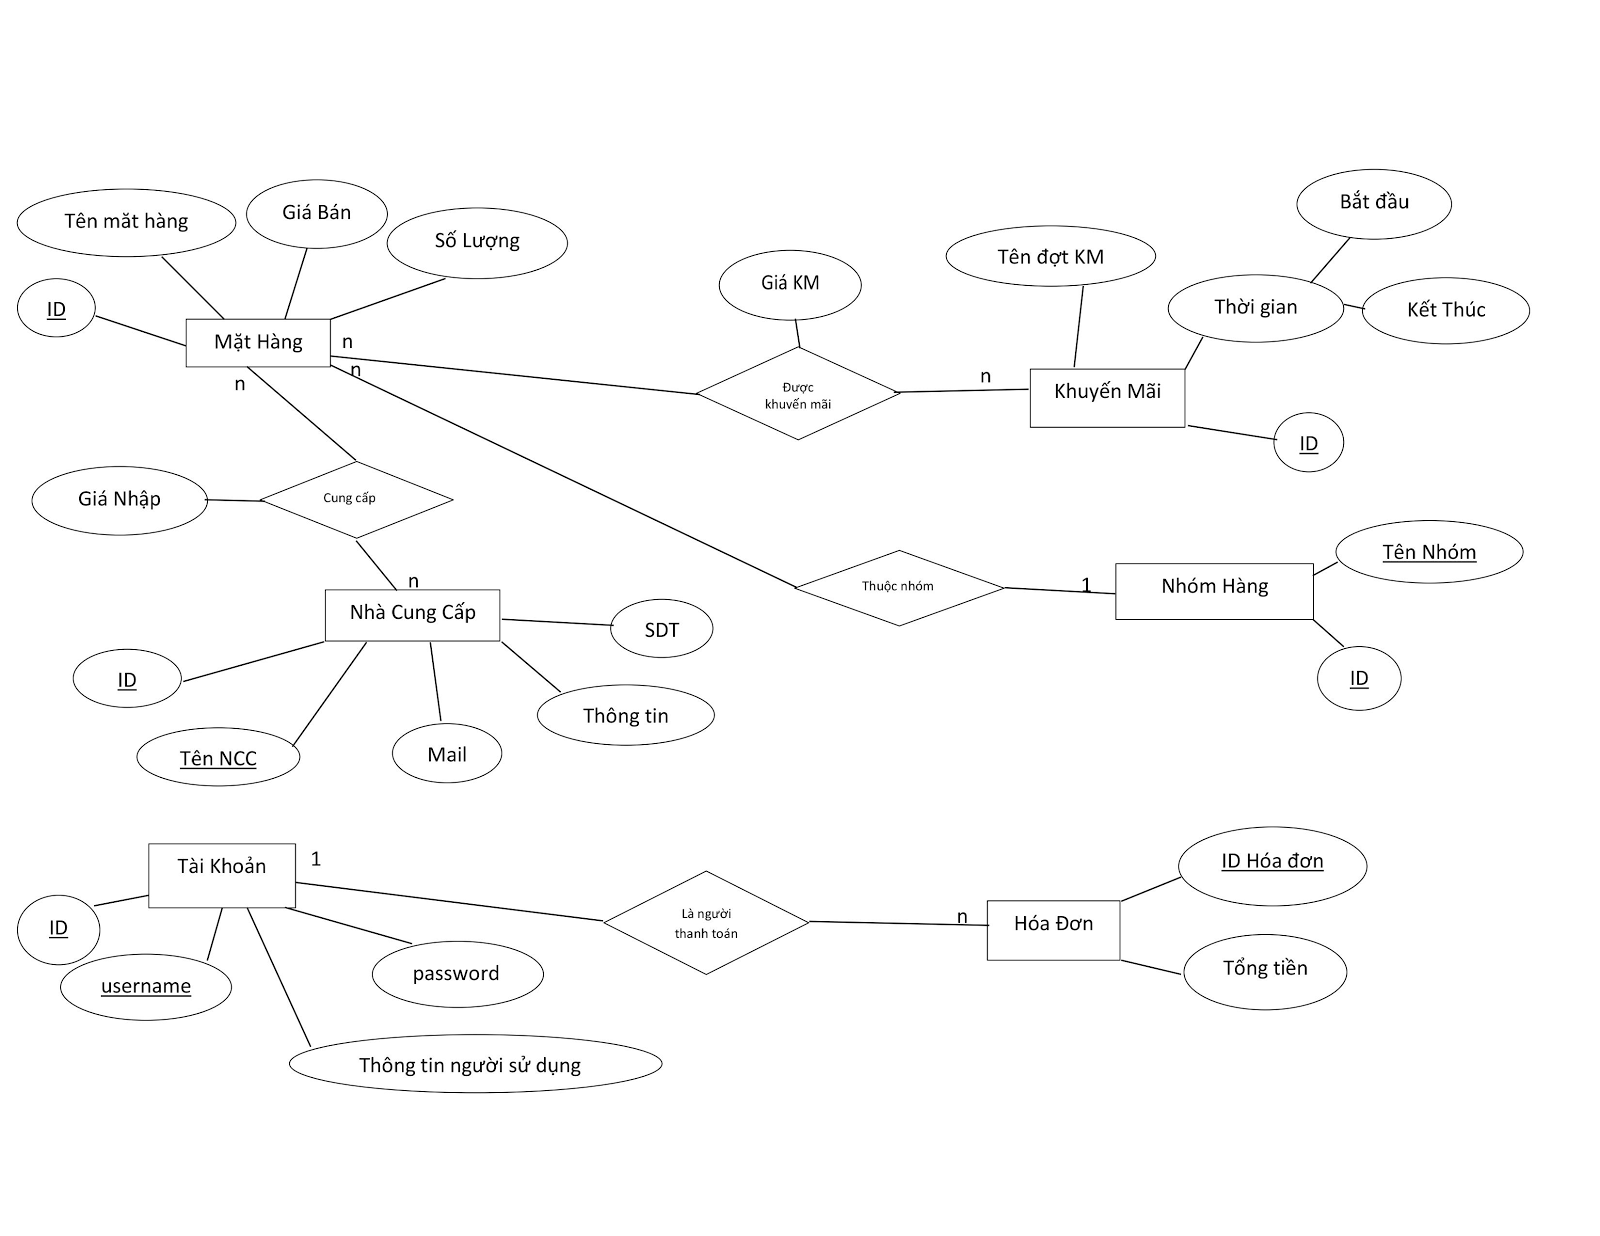 Bắt đầu
Tên măt hàng
Giá Bán
Số Lượng
Tên đợt KM
Giá KM
Thời gian
Kết Thúc
ID
Mặt Hàng
n
n
n
n
Được
khuyến mãi
Khuyến Mãi
ID
Giá Nhập
Cung cấp
Tên Nhóm
n
Thuộc nhóm
1
Nhóm Hàng
Nhà Cung Cấp
SDT
ID
ID
Thông tin
Tên NCC
Mail
Tài Khoản
1
ID Hóa đơn
Là người
thanh toán
n
Hóa Đơn
ID
username
password
Tổng tiền
Thông tin người sử dụng